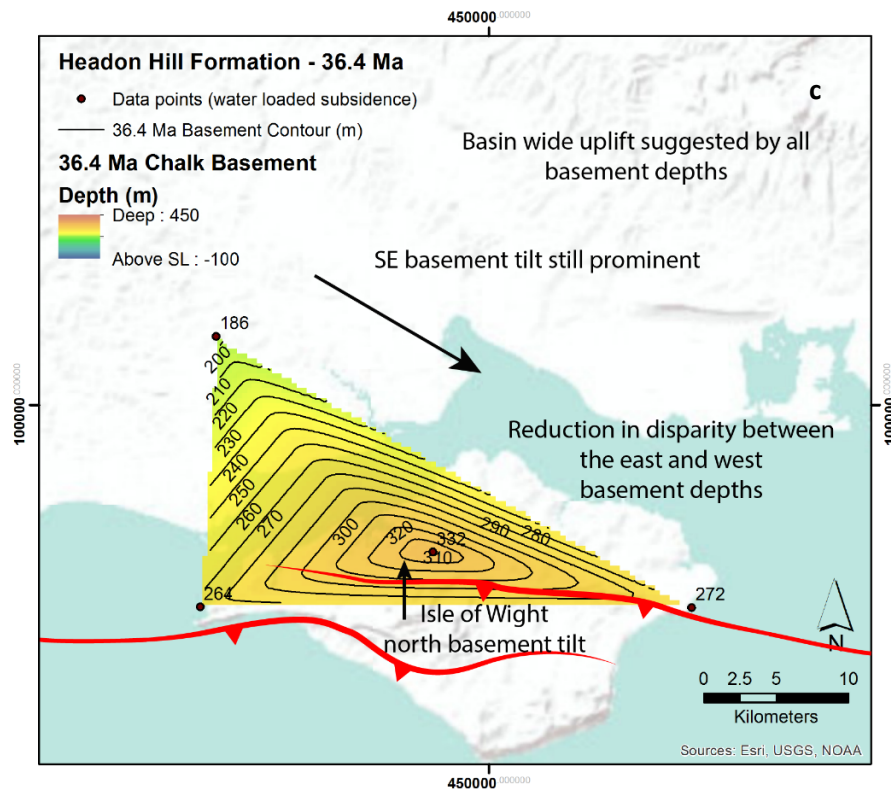 450000.000000
Headon Hill Formation - 36.4 Ma
Data points (water loaded subsidence)
36.4 Ma Basement Contour (m)
36.4 Ma Chalk Basement
Depth (m)
Deep : 450
Above SL : -100
c
Basin wide uplift suggested by all
basement depths
SE basement tilt still prominent
186
200
210
220
230
240
250
260
270
300
320
332
310
290
280
100000.000000
100000.000000
Reduction in disparity between
the east and west
basement depths
264
272
Isle of Wight
north basement tilt
N
0 2.5 5 10
Kilometers
Sources: Esri, USGS, NOAA
450000.000000